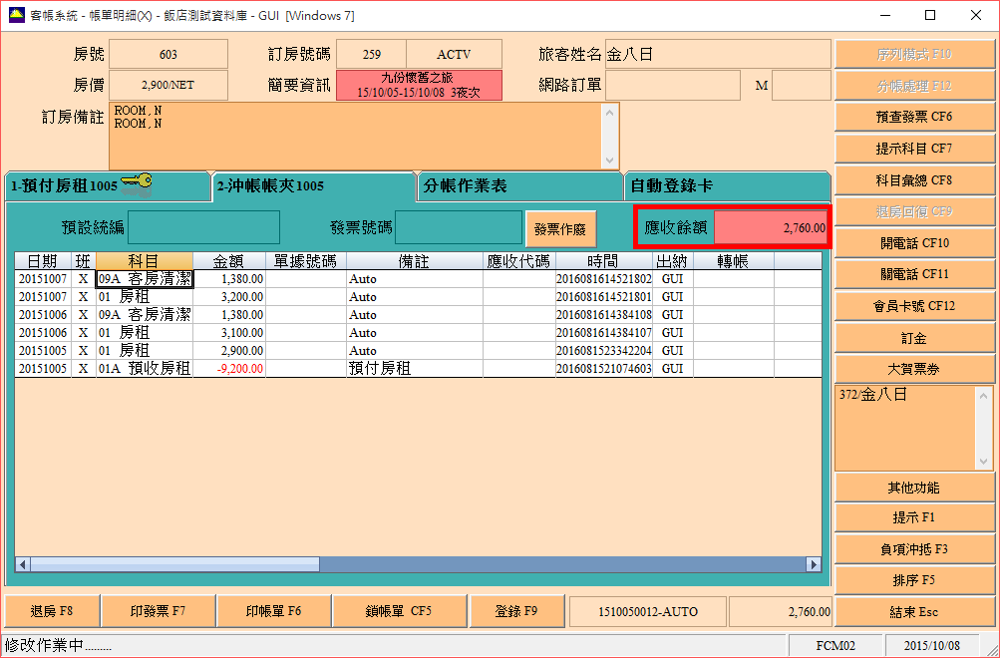 客帳系統 - 帳單明細(X) - 飯店測試資料庫 - GUI [Windows 7]
房號 603 訂房號碼 259 ACTV 旅客姓名 金八日 序列模式 F10
房價 2,900/NET 簡要資訊 九份懷舊之旅 網路訂單 M 分帳處理 F12
15/10/05-15/10/08 3夜次
訂房備註 ROOM,N 預查發票 CF6
ROOM,N
提示科目 CF7
1-預付房租1005 2-沖帳帳夾1005 分帳作業表 自動登錄卡 科目彙總 CF8
預設統編 發票號碼 發票作廢 應收餘額 2,760.00 退房回復 CF9
開電話 CF10
日期 班 科目 金額 單據號碼 備註 應收代碼 時間 出納 轉帳
20151007 X 09A 客房清潔 1,380.00 Auto 2016081614521802 GUI
關電話 CF11
20151007 X 01 房租 3,200.00 Auto 2016081614521801 GUI
會員卡號 CF12
20151006 X 09A 客房清潔 1,380.00 Auto 2016081614384108 GUI
20151006 X 01 房租 3,100.00 Auto 2016081614384107 GUI
訂金
20151005 X 01 房租 2,900.00 Auto 2016081523342204 GUI
20151005 X 01A 預收房租 -9,200.00 預付房租 2016081521074603 GUI
大賀票券
372/金八日
其他功能
提示 F1
負項沖抵 F3
排序 F5
退房 F8 印發票 F7 印帳單 F6 鎖帳單 CF5 登錄 F9 1510050012-AUTO 2,760.00 結束 Esc
修改作業中......... FCM02 2015/10/08